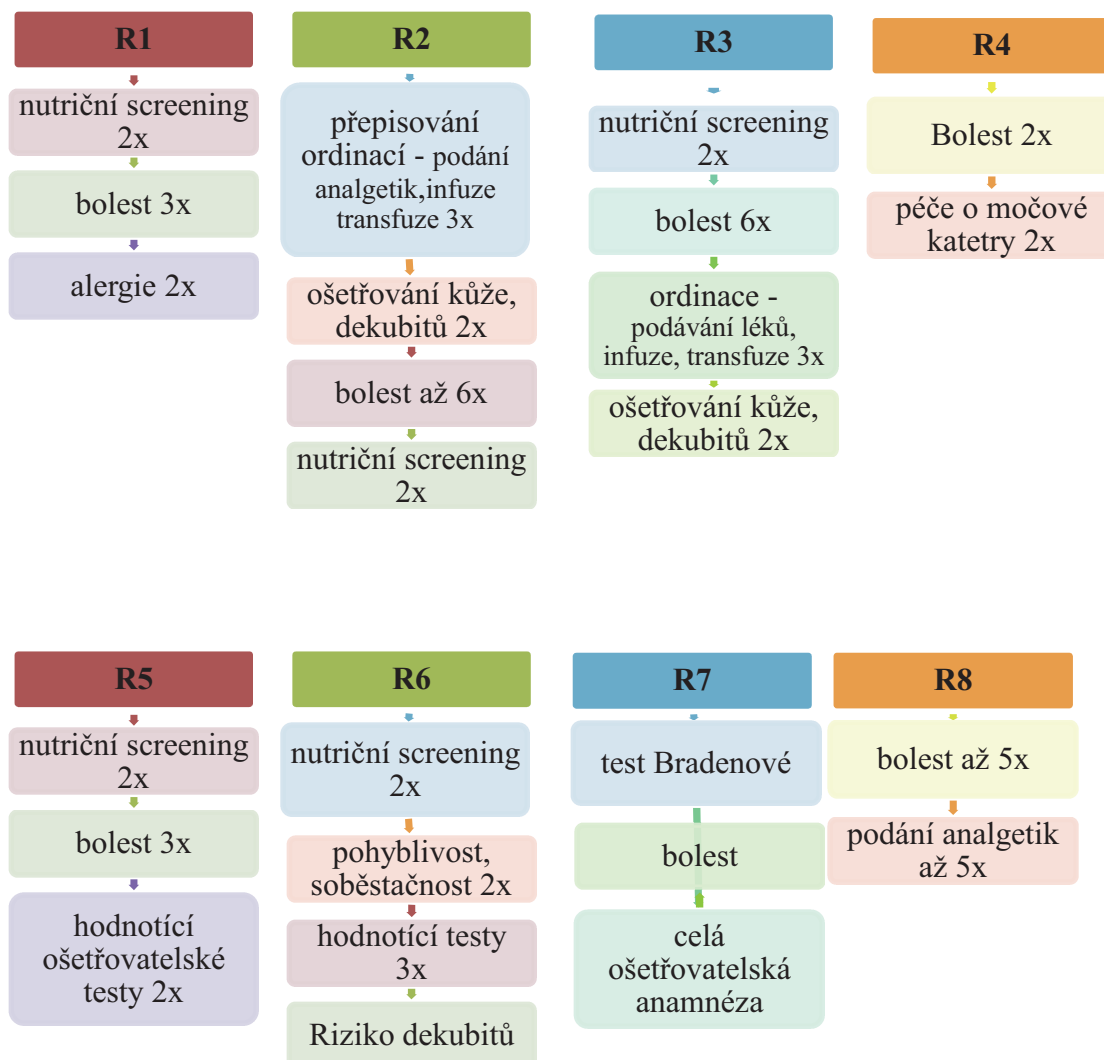 R1
nutriční screening
2x
bolest 3x
alergie 2x
R2
přepisování
ordinací - podání
analgetik,infuze
transfuze 3x
ošetřování kůže,
dekubitů 2x
bolest až 6x
nutriční screening
2x
R3
nutriční screening
2x
bolest 6x
ordinace -
podávání léků,
infuze, transfuze 3x
ošetřování kůže,
dekubitů 2x
R4
Bolest 2x
péče o močové
katetry 2x
R5
nutriční screening
2x
bolest 3x
hodnotící
ošetřovatelské
testy 2x
R6
nutriční screening
2x
pohyblivost,
soběstačnost 2x
hodnotící testy
3x
Riziko dekubitů
R7
test Bradenové
bolest
celá
ošetřovatelská
anamnéza
R8
bolest až 5x
podání analgetik
až 5x